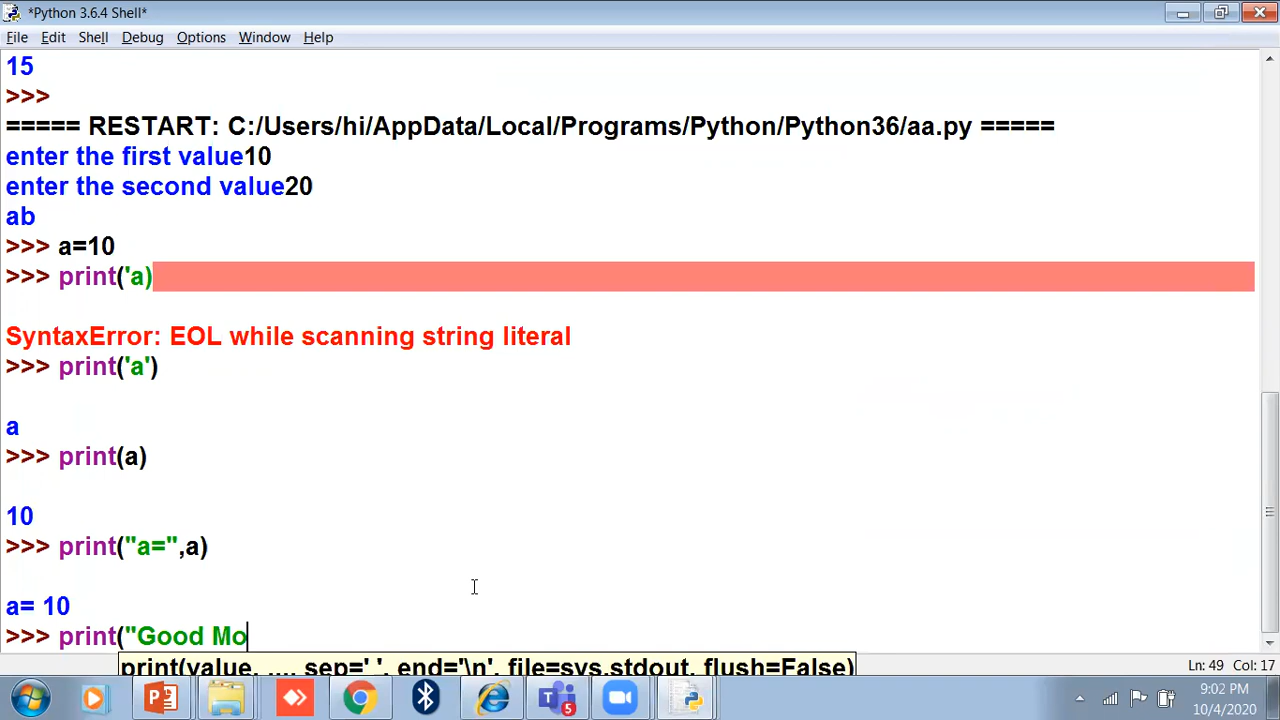 *Python 3.6.4 Shell*
File Edit Shell Debug Options Window Help
15
>>>
===== RESTART: C:/Users/hi/AppData/Local/Programs/Python/Python36/aa.py =====
enter the first value10
enter the second value20
ab
>>> a=10
>>> print('a)
SyntaxError: EOL while scanning string literal
>>> print('a')
a
>>> print(a)
10
>>> print("a=",a)
a= 10
>>> print("Good Mo
print(value, ..., sep=' ', end='\n', file=sys.stdout, flush=False)
Ln: 49 Col: 17
5
9:02 PM
10/4/2020